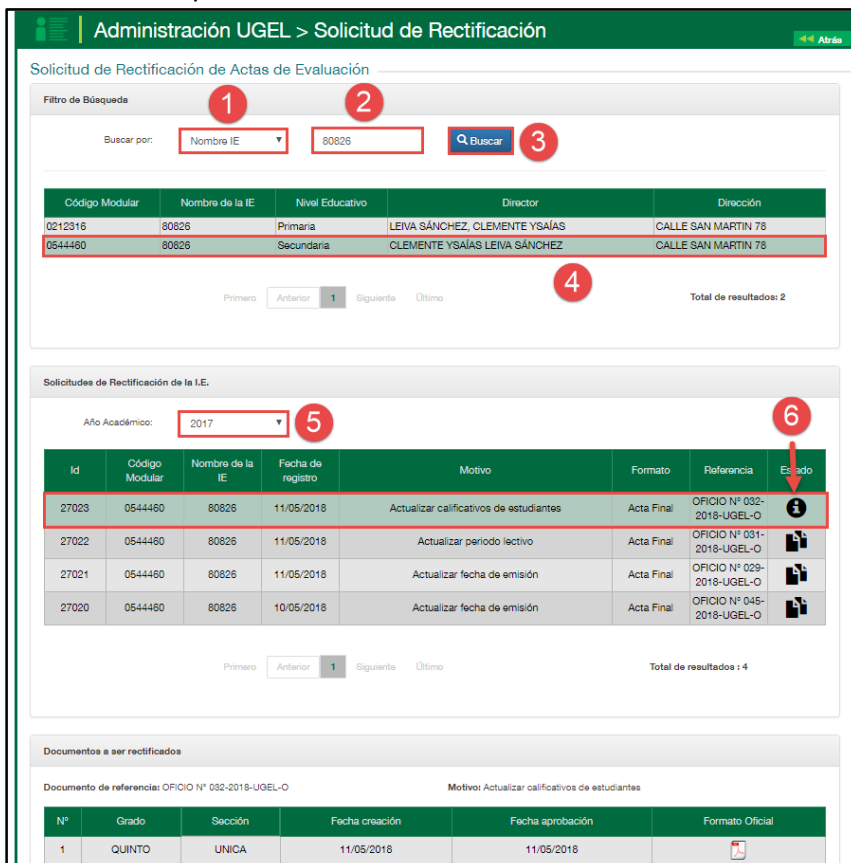 Administración UGEL > Solicitud de Rectificación
Atrás
Solicitud de Rectificación de Actas de Evaluación
Filtro de Búsqueda
1
2
Buscar por: Nombre IE 80826 Buscar 3
Código Modular Nombre de la IE Nivel Educativo Director Dirección
0212316 80826 Primaria LEIVA SÁNCHEZ, CLEMENTE YSAÍAS CALLE SAN MARTIN 78
0544460 80826 Secundaria CLEMENTE YSAÍAS LEIVA SÁNCHEZ CALLE SAN MARTIN 78
4
Primero Anterior 1 Siguiente Último Total de resultados: 2
Solicitudes de Rectificación de la I.E.
Año Académico: 2017 5 6
Id Código Modular Nombre de la IE Fecha de registro Motivo Formato Referencia Estado
27023 0544460 80826 11/05/2018 Actualizar calificativos de estudiantes Acta Final OFICIO Nº 032-2018-UGEL-O
27022 0544460 80826 11/05/2018 Actualizar periodo lectivo Acta Final OFICIO Nº 031-2018-UGEL-O
27021 0544460 80826 11/05/2018 Actualizar fecha de emisión Acta Final OFICIO Nº 029-2018-UGEL-O
27020 0544460 80826 10/05/2018 Actualizar fecha de emisión Acta Final OFICIO Nº 045-2018-UGEL-O
Primero Anterior 1 Siguiente Último Total de resultados : 4
Documentos a ser rectificados
Documento de referencia: OFICIO Nº 032-2018-UGEL-O Motivo: Actualizar calificativos de estudiantes
Nº Grado Sección Fecha creación Fecha aprobación Formato Oficial
1 QUINTO UNICA 11/05/2018 11/05/2018